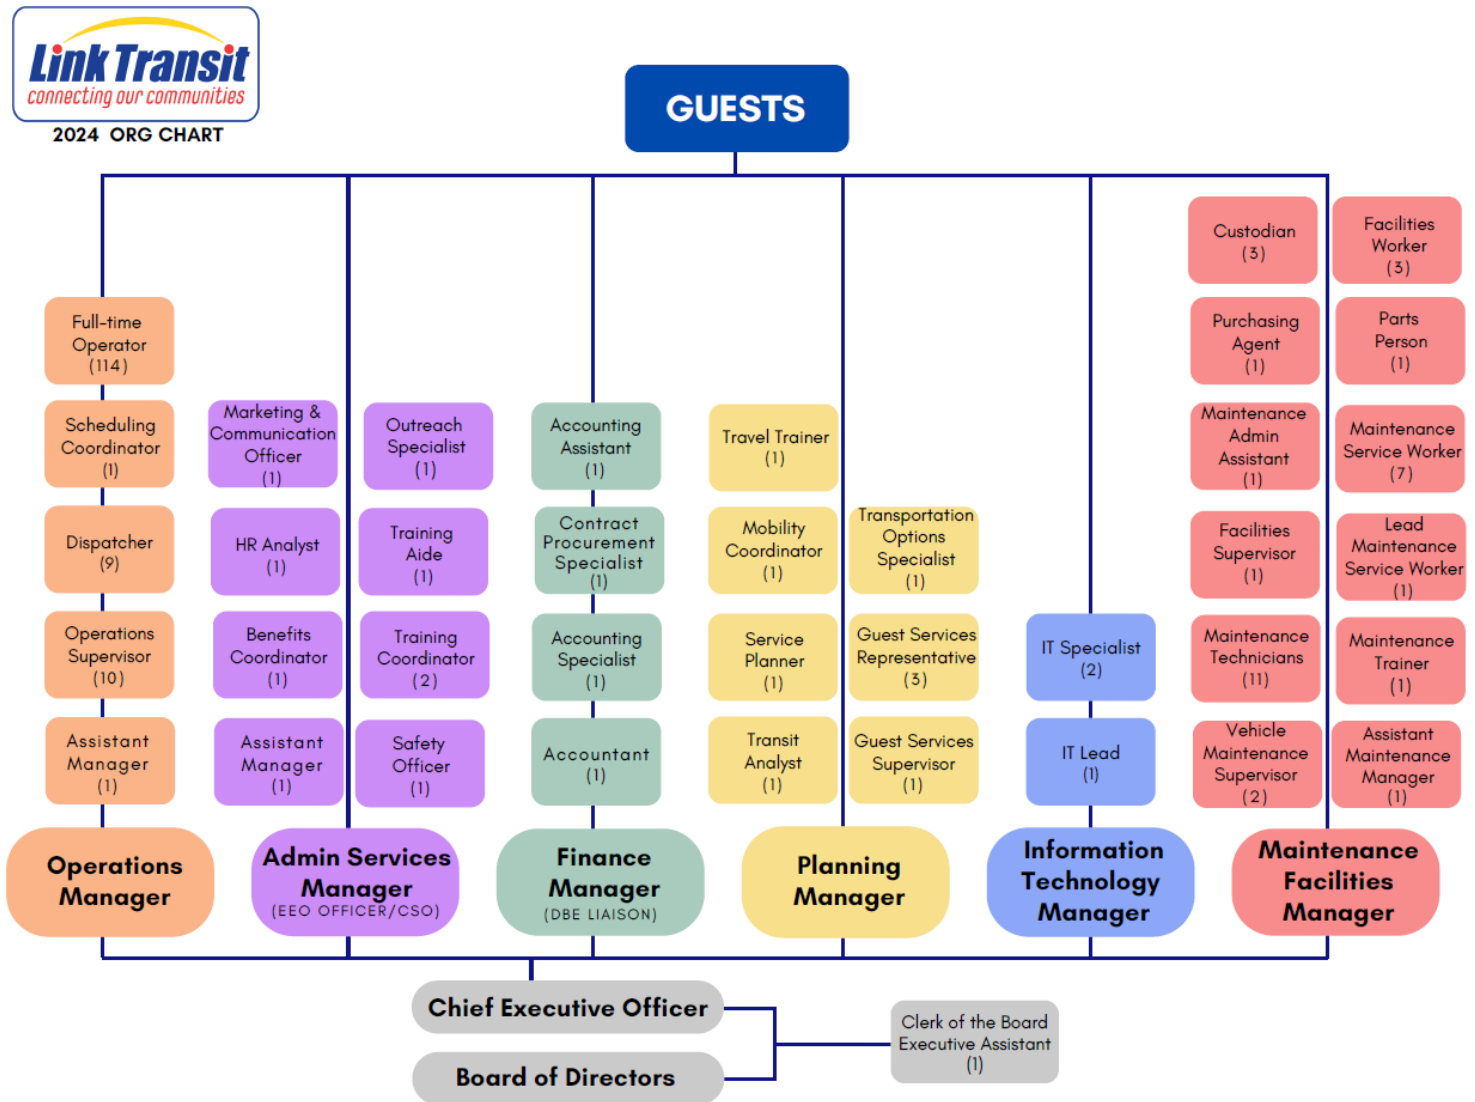 Link Transit
connecting our communities
2024 ORG CHART
GUESTS
Full-time
Operator
(114)
Scheduling
Coordinator
(1)
Dispatcher
(9)
Operations
Supervisor
(10)
Assistant
Manager
(1)
Operations
Manager
Marketing &
Communication
Officer
(1)
Outreach
Specialist
(1)
HR Analyst
(1)
Training
Aide
(1)
Benefits
Coordinator
(1)
Training
Coordinator
(2)
Assistant
Manager
(1)
Safety
Officer
(1)
Admin Services
Manager
(EEO OFFICER/CSO)
Accounting
Assistant
(1)
Contract
Procurement
Specialist
(1)
Accounting
Specialist
(1)
Accountant
(1)
Finance
Manager
(DBE LIAISON)
Travel Trainer
(1)
Mobility
Coordinator
(1)
Transportation
Options
Specialist
(1)
Service
Planner
(1)
Guest Services
Representative
(3)
Transit
Analyst
(1)
Guest Services
Supervisor
(1)
Planning
Manager
IT Specialist
(2)
IT Lead
(1)
Information
Technology
Manager
Custodian
(3)
Facilities
Worker
(3)
Purchasing
Agent
(1)
Parts
Person
(1)
Maintenance
Admin
Assistant
(1)
Maintenance
Service Worker
(7)
Facilities
Supervisor
(1)
Lead
Maintenance
Service Worker
(1)
Maintenance
Technicians
(11)
Maintenance
Trainer
(1)
Vehicle
Maintenance
Supervisor
(2)
Assistant
Maintenance
Manager
(1)
Maintenance
Facilities
Manager
Chief Executive Officer
Board of Directors
Clerk of the Board
Executive Assistant
(1)